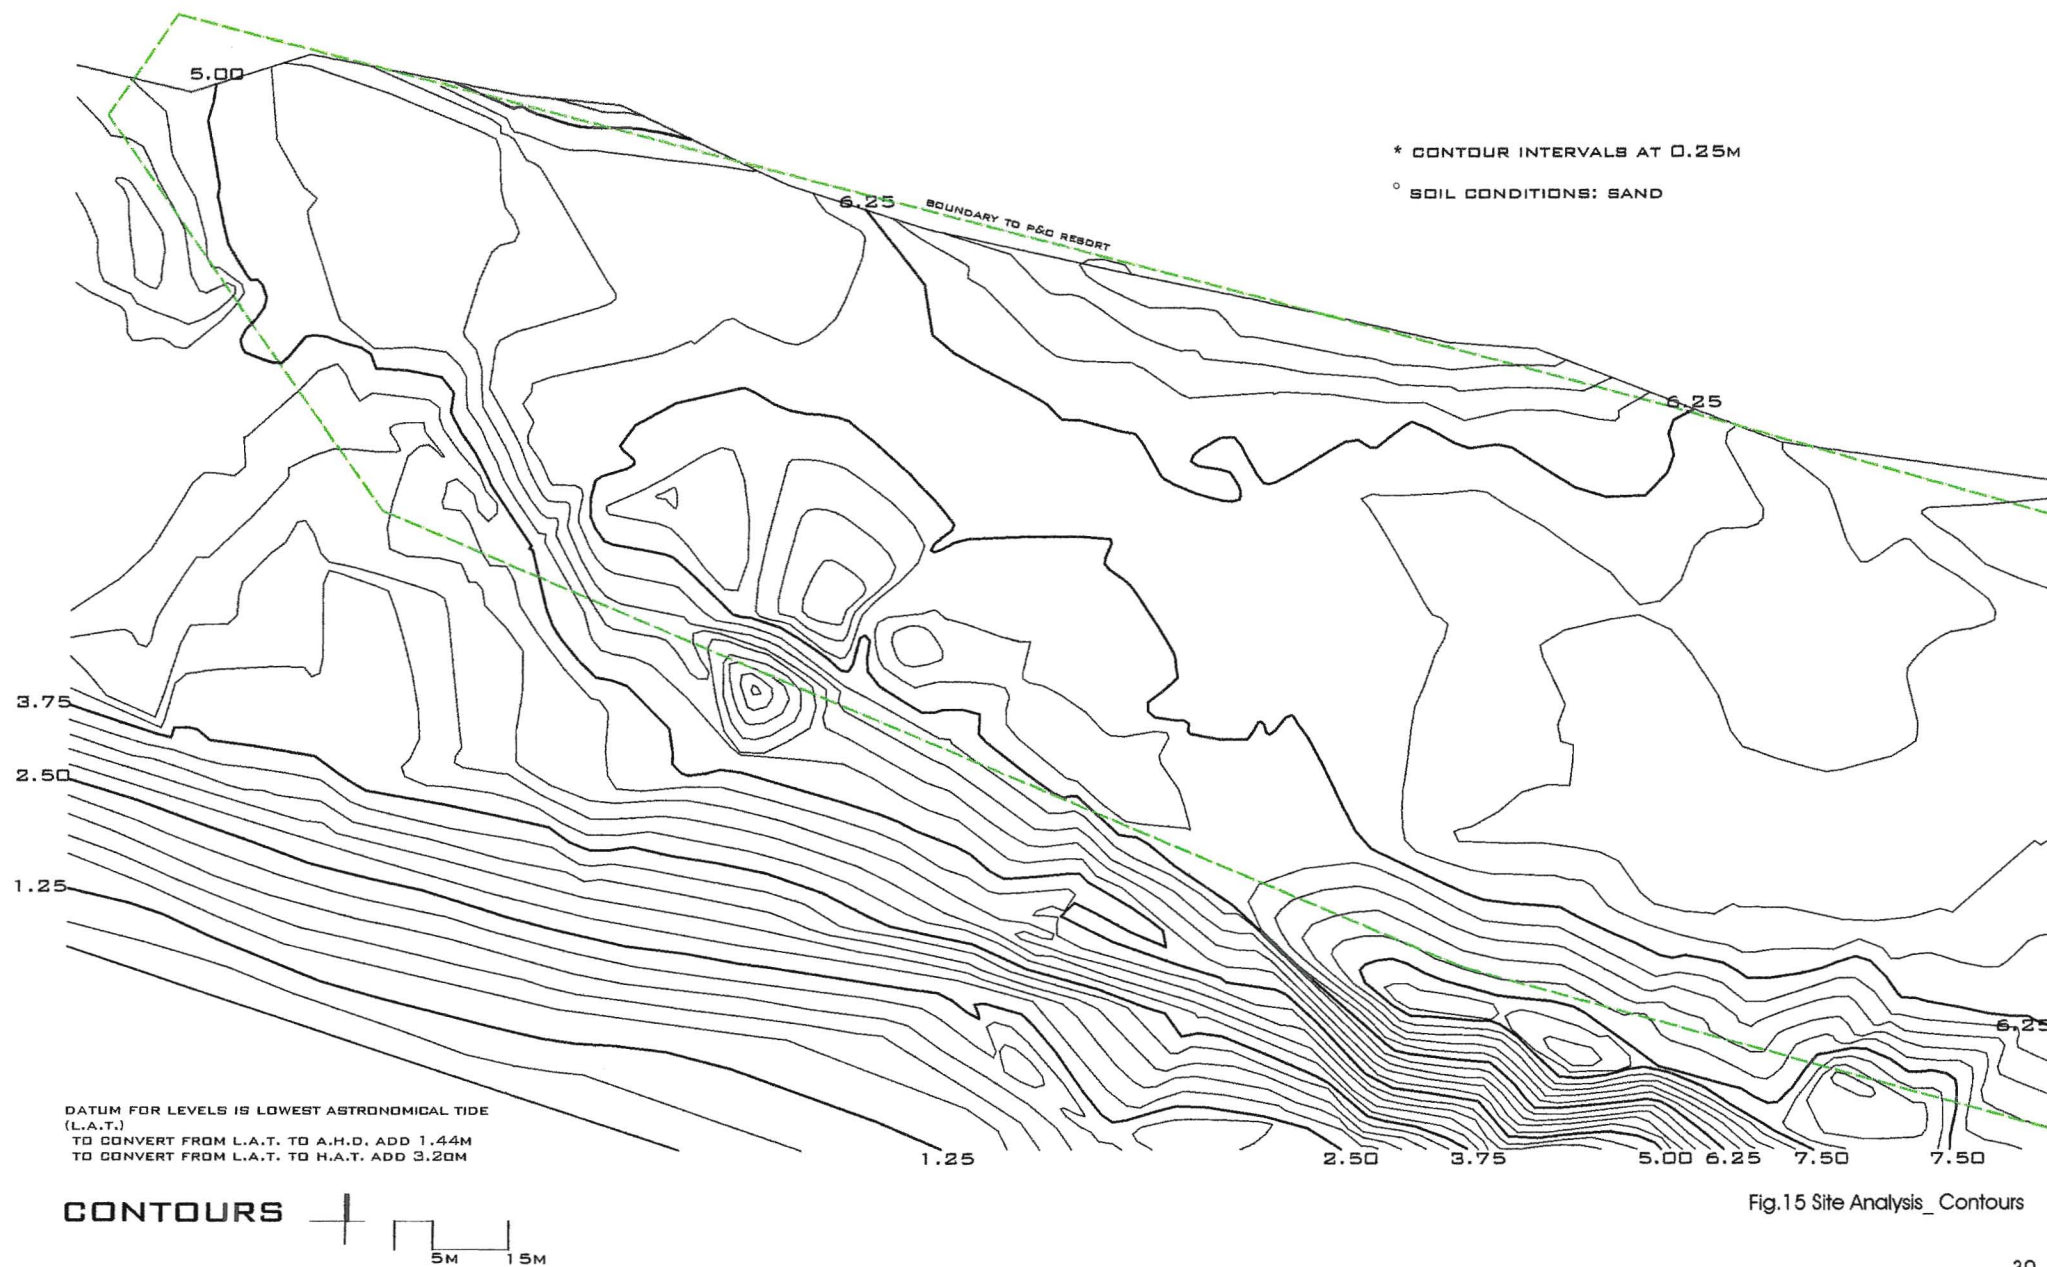 5.00
* CONTOUR INTERVALS AT 0.25M
° SOIL CONDITIONS: SAND
6.25
BOUNDARY TO P&O RESORT
6.25
3.75
2.50
1.25
6.25
DATUM FOR LEVELS IS LOWEST ASTRONOMICAL TIDE
(L.A.T.)
TO CONVERT FROM L.A.T. TO A.H.D. ADD 1.44M
TO CONVERT FROM L.A.T. TO H.A.T. ADD 3.20M
1.25
2.50
3.75
5.00
6.25
7.50
7.50
CONTOURS
5M
15M
Fig.15 Site Analysis_ Contours